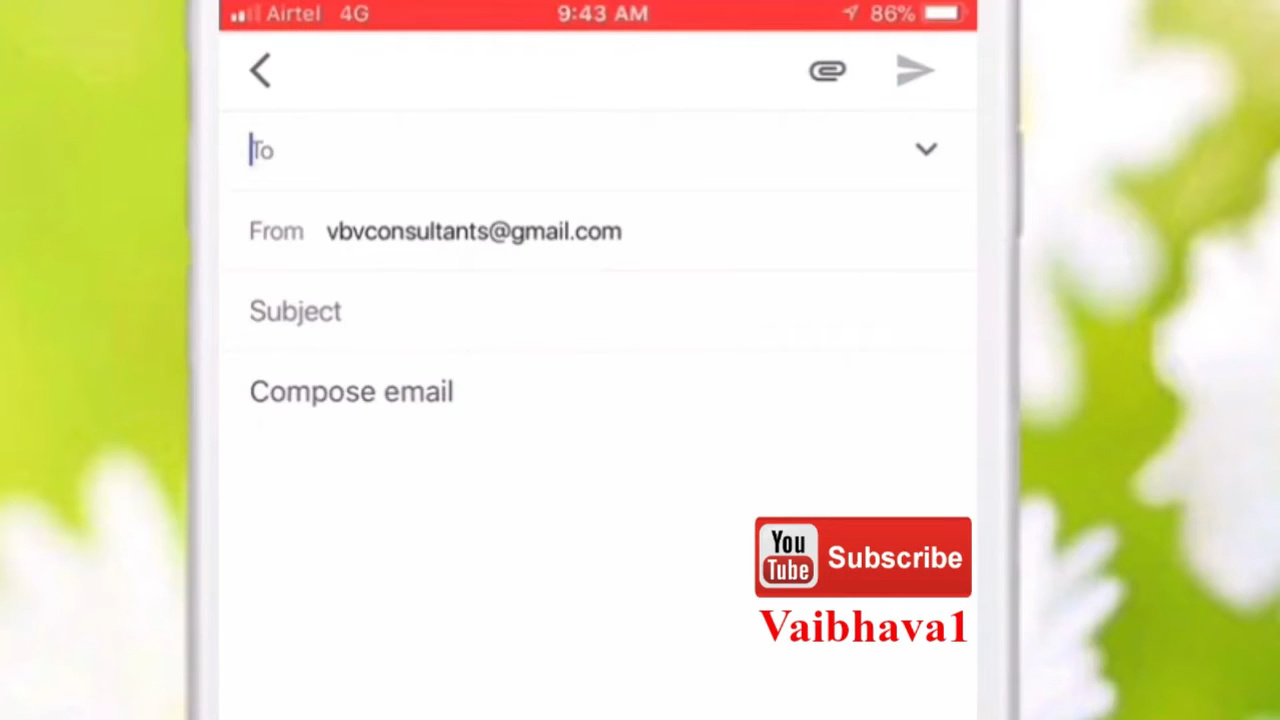 Airtel 4G 9:43 AM 86%
To
From vbvconsultants@gmail.com
Subject
Compose email
You Tube Subscribe
Vaibhava1